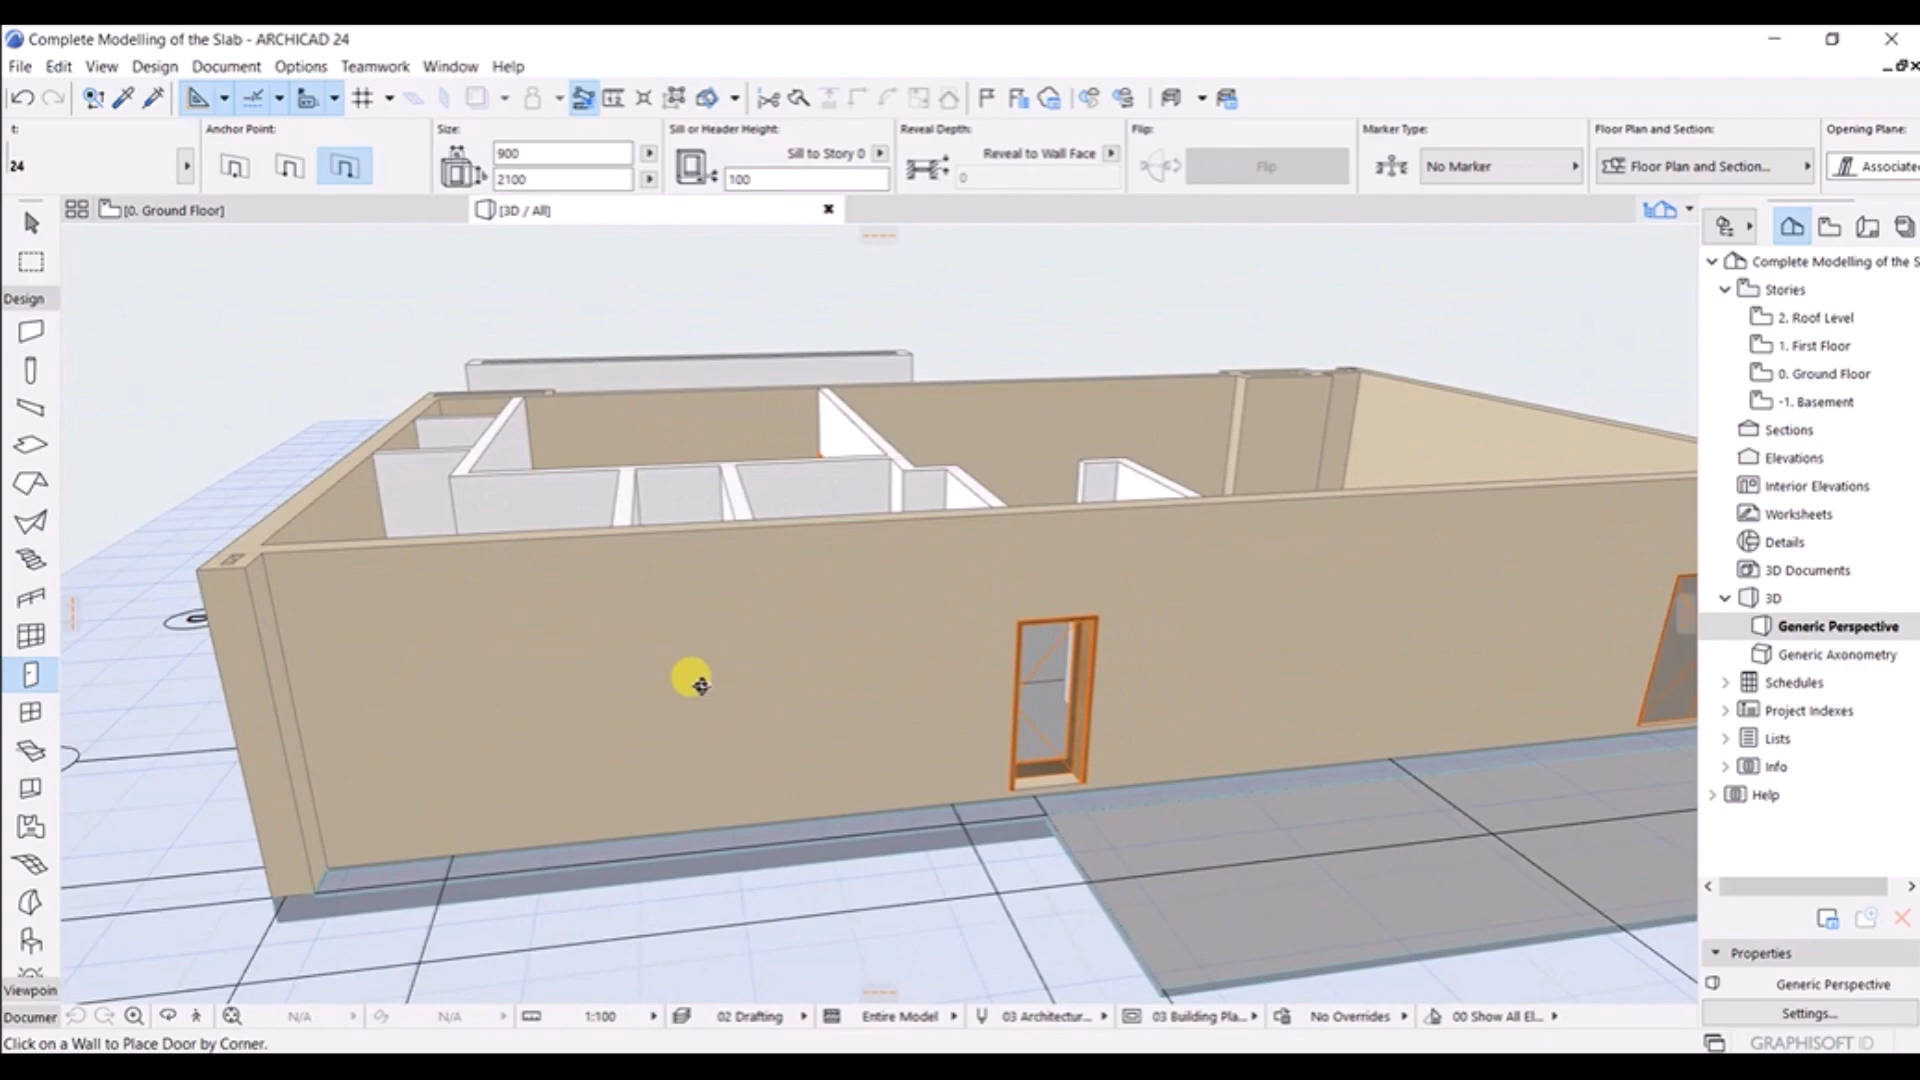 Complete Modelling of the Slab - ARCHICAD 24
File Edit View Design Document Options Teamwork Window Help
t: Anchor Point: Size: Sill or Header Height: Reveal Depth: Flip: Marker Type: Floor Plan and Section: Opening Plane:
24 900 Sill to Story 0 Reveal to Wall Face Flip No Marker Floor Plan and Section... Associate
2100 100 0
[0. Ground Floor] [3D / All]
Design
Complete Modelling of the S
Stories
2. Roof Level
1. First Floor
0. Ground Floor
-1. Basement
Sections
Elevations
Interior Elevations
Worksheets
Details
3D Documents
3D
Generic Perspective
Generic Axonometry
Schedules
Project Indexes
Lists
Info
Help
Properties
Viewpoin
Generic Perspective
Documer N/A N/A 1:100 02 Drafting Entire Model 03 Architectur... 03 Building Pla... No Overrides 00 Show All El... Settings...
Click on a Wall to Place Door by Corner. GRAPHISOFT ID